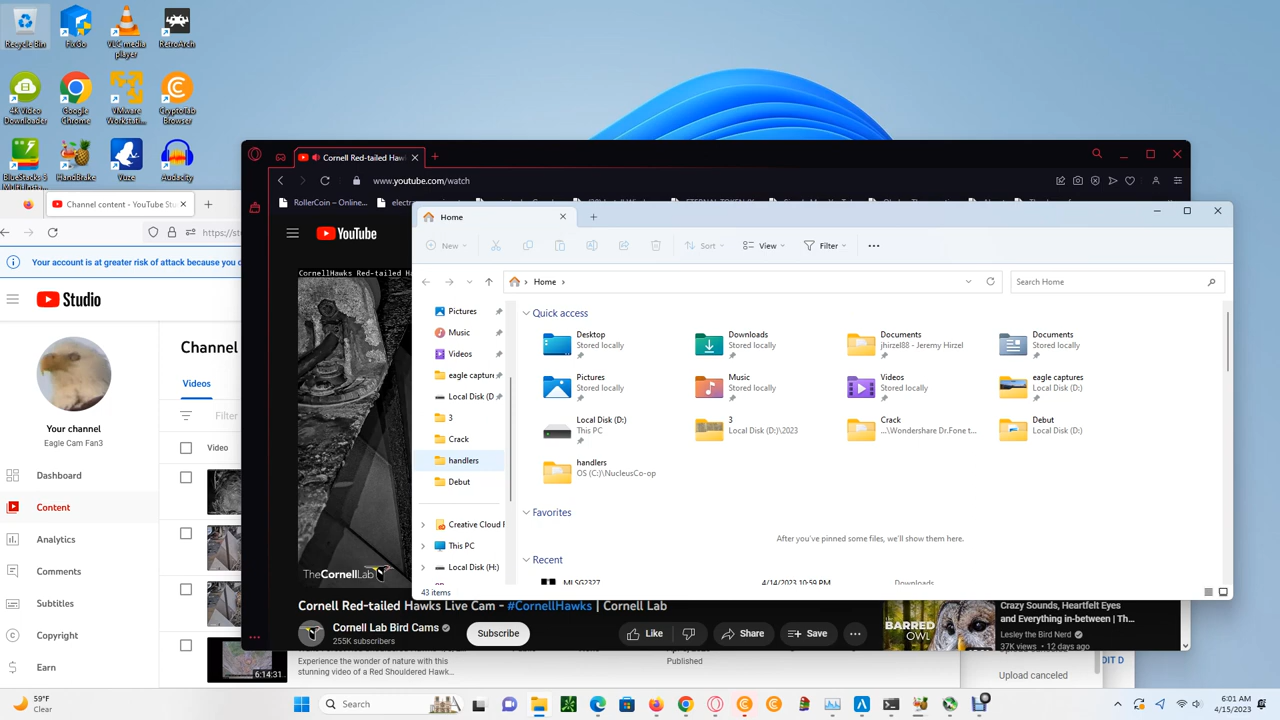 Recycle Bin
FixGo
VLC media
player
RetroArch
4K Video
Downloader
Google
Chrome
VMware
Workstati...
CryptoTab
Browser
BlueStacks 5
HandBrake
Vuze
Audacity
Channel content - YouTube Stu
Your account is at greater risk of attack because you d
Studio
Your channel
Eagle Cam Fan3
Dashboard
Content
Analytics
Comments
Subtitles
Copyright
Earn
Channel
Videos
Filter
Video
6:14:31
Experience the wonder of nature with this
stunning video of a Red Shouldered Hawk...
Published
Upload canceled
Cornell Red-tailed Haw
www.youtube.com/watch
RollerCoin – Online...
YouTube
TheCornellLab
Cornell Red-tailed Hawks Live Cam - #CornellHawks | Cornell Lab
Cornell Lab Bird Cams
255K subscribers
Subscribe
Like
Share
Save
BARRED
OWL
Crazy Sounds, Heartfelt Eyes
and Everything in-between | Th...
Lesley the Bird Nerd
37K views • 12 days ago
Home
New
Sort
View
Filter
Home
Search Home
Pictures
Music
Videos
eagle capture
Local Disk (D
3
Crack
handlers
Debut
Creative Cloud F
This PC
Local Disk (H:)
Quick access
Desktop
Stored locally
Downloads
Stored locally
Documents
jhirzel88 - Jeremy Hirzel
Documents
Stored locally
Pictures
Stored locally
Music
Stored locally
Videos
Stored locally
eagle captures
Local Disk (D:)
Local Disk (D:)
This PC
3
Local Disk (D:)\2023
Crack
...\Wondershare Dr.Fone t...
Debut
Local Disk (D:)
handlers
OS (C:)\NucleusCo-op
Favorites
After you've pinned some files, we'll show them here.
Recent
MLSG2327
4/14/2023 10:59 PM
Downloads
43 items
59°F
Clear
Search
6:01 AM
4/15/2023